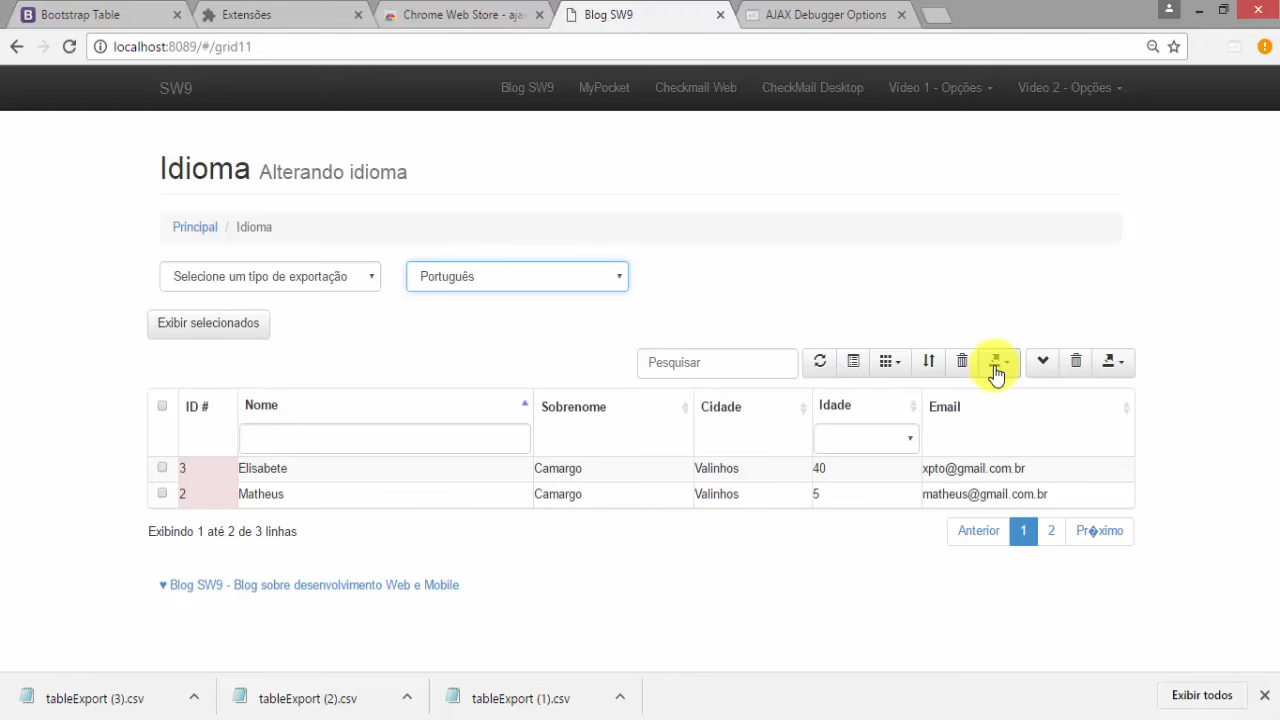 Bootstrap Table
Extensões
Chrome Web Store - ajax
Blog SW9
AJAX Debugger Options
localhost:8089/#/grid11
SW9
Blog SW9
MyPocket
Checkmail Web
CheckMail Desktop
Vídeo 1 - Opções
Vídeo 2 - Opções
Idioma Alterando idioma
Principal / Idioma
Selecione um tipo de exportação
Português
Exibir selecionados
Pesquisar
ID # Nome Sobrenome Cidade Idade Email
3 Elisabete Camargo Valinhos 40 xpto@gmail.com.br
2 Matheus Camargo Valinhos 5 matheus@gmail.com.br
Exibindo 1 até 2 de 3 linhas
Anterior 1 2 Pr�ximo
♥ Blog SW9 - Blog sobre desenvolvimento Web e Mobile
tableExport (3).csv
tableExport (2).csv
tableExport (1).csv
Exibir todos